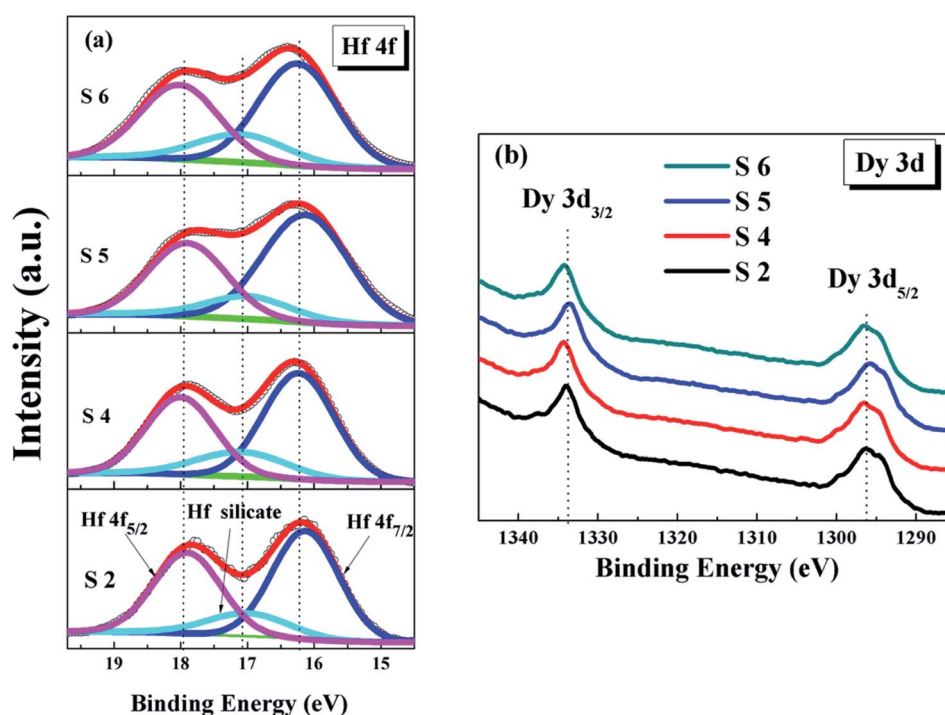 (a)
Hf 4f
S 6
S 5
S 4
Hf 4f5/2
Hf silicate
Hf 4f7/2
S 2
19 18 17 16 15
Binding Energy (eV)
Intensity (a.u.)
(b)
S 6
S 5
S 4
S 2
Dy 3d
Dy 3d3/2
Dy 3d5/2
1340 1330 1320 1310 1300 1290
Binding Energy (eV)